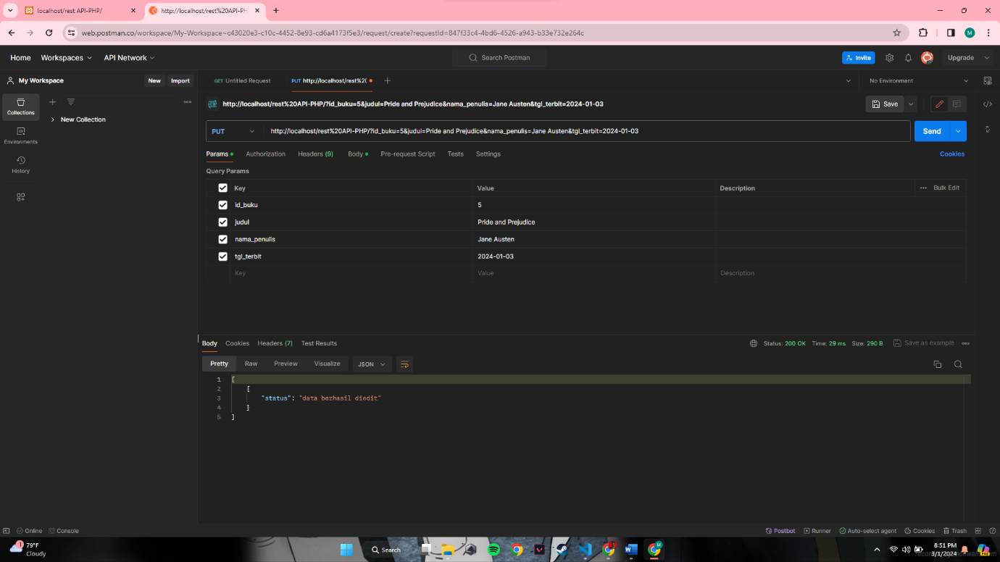 localhost/rest API-PHP/
http://localhost/rest%20API-PH
web.postman.co/workspace/My-Workspace~c43020e3-c10c-4452-8e93-cd6a4173f5e3/request/create?requestId=847f33c4-4bd6-4526-a943-b33e732e264c
M
Home Workspaces API Network Search Postman Invite Upgrade
My Workspace New Import GET Untitled Request PUT http://localhost/rest%2( No Environment
Collections
New Collection
Environments
History
HTTP http://localhost/rest%20API-PHP/?id_buku=5&judul=Pride and Prejudice&nama_penulis=Jane Austen&tgl_terbit=2024-01-03 Save
PUT http://localhost/rest%20API-PHP/?id_buku=5&judul=Pride and Prejudice&nama_penulis=Jane Austen&tgl_terbit=2024-01-03 Send
Params Authorization Headers (9) Body Pre-request Script Tests Settings Cookies
Query Params
Key Value Description Bulk Edit
id_buku 5
judul Pride and Prejudice
nama_penulis Jane Austen
tgl_terbit 2024-01-03
Key Value Description
Body Cookies Headers (7) Test Results Status: 200 OK Time: 29 ms Size: 290 B Save as example
Pretty Raw Preview Visualize JSON
1 [
2 {
3 "status": "data berhasil diedit"
4 }
5 ]
Online Console Postbot Runner Auto-select agent Cookies Trash
1
79°F
Cloudy
Search
M
8:51 PM
3/1/2024